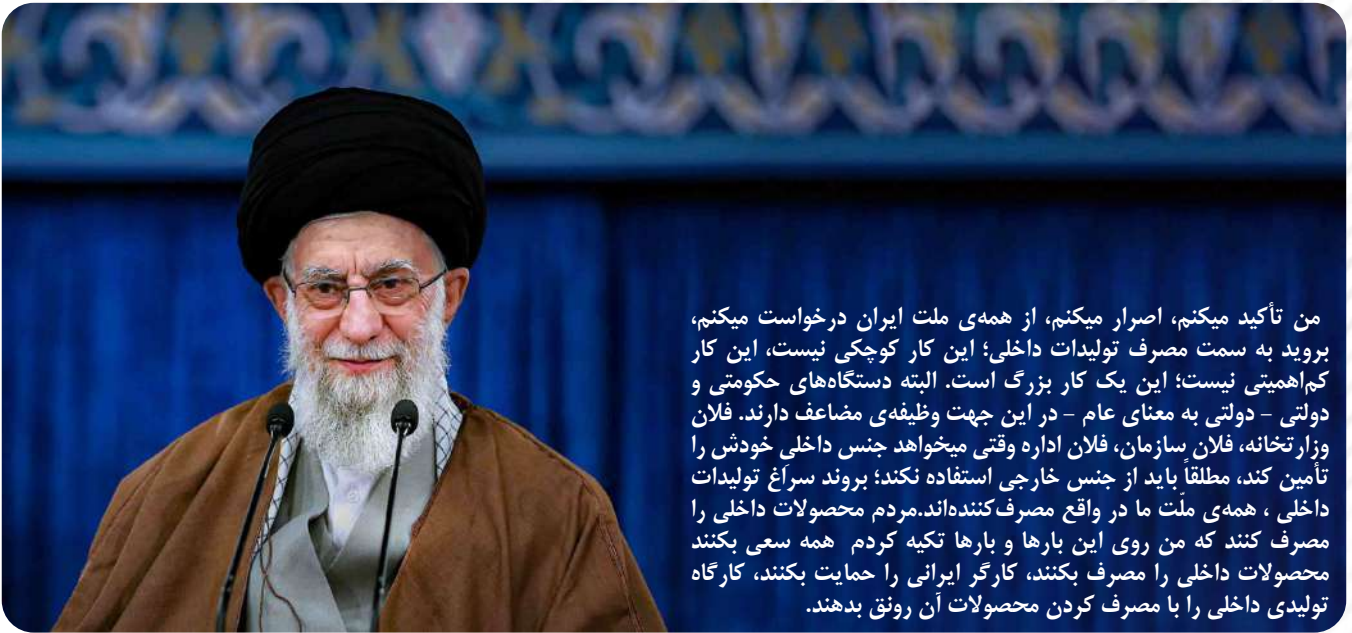 من تأکید میکنم، اصرار میکنم، از همه‌ی ملت ایران درخواست میکنم،
بروید به سمت مصرف تولیدات داخلی؛ این کار کوچکی نیست، این کار
کم‌اهمیتی نیست؛ این یک کار بزرگ است. البته دستگاه‌های حکومتی و
دولتی - دولتی به معنای عام - در این جهت وظیفه‌ی مضاعف دارند. فلان
وزارتخانه، فلان سازمان، فلان اداره وقتی میخواهد جنس داخلیِ خودش را
تأمین کند، مطلقاً باید از جنس خارجی استفاده نکند؛ بروند سراغ تولیدات
داخلی ، همه‌ی ملّت ما در واقع مصرف‌کننده‌اند.مردم محصولات داخلی را
مصرف کنند که من روی این بارها و بارها تکیه کردم همه سعی بکنند
محصولات داخلی را مصرف بکنند، کارگر ایرانی را حمایت بکنند، کارگاه
تولیدی داخلی را با مصرف کردن محصولات آن رونق بدهند.